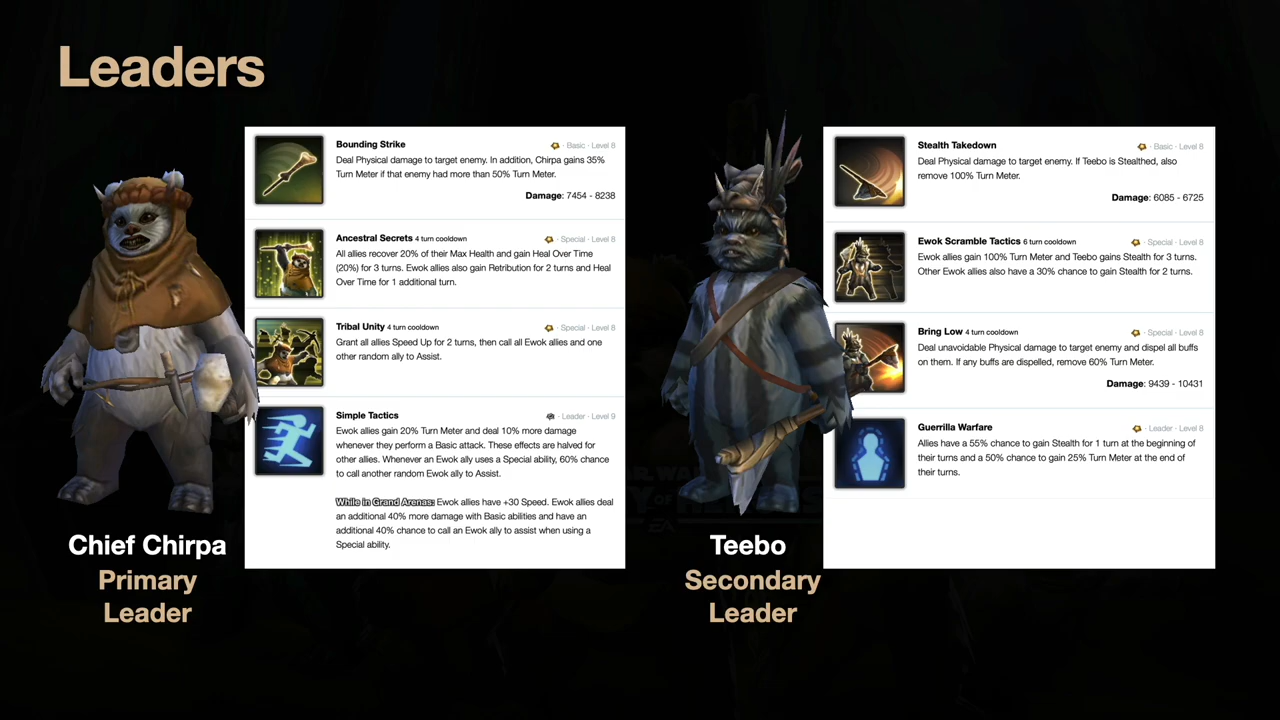 Leaders
Bounding Strike · Basic · Level 8
Deal Physical damage to target enemy. In addition, Chirpa gains 35%
Turn Meter if that enemy had more than 50% Turn Meter.
Damage: 7454 - 8238
Ancestral Secrets 4 turn cooldown · Special · Level 8
All allies recover 20% of their Max Health and gain Heal Over Time
(20%) for 3 turns. Ewok allies also gain Retribution for 2 turns and Heal
Over Time for 1 additional turn.
Tribal Unity 4 turn cooldown · Special · Level 8
Grant all allies Speed Up for 2 turns, then call all Ewok allies and one
other random ally to Assist.
Simple Tactics · Leader · Level 9
Ewok allies gain 20% Turn Meter and deal 10% more damage
whenever they perform a Basic attack. These effects are halved for
other allies. Whenever an Ewok ally uses a Special ability, 60% chance
to call another random Ewok ally to Assist.
While in Grand Arenas: Ewok allies have +30 Speed. Ewok allies deal
an additional 40% more damage with Basic abilities and have an
additional 40% chance to call an Ewok ally to assist when using a
Special ability.
Chief Chirpa
Primary
Leader
Stealth Takedown · Basic · Level 8
Deal Physical damage to target enemy. If Teebo is Stealthed, also
remove 100% Turn Meter.
Damage: 6085 - 6725
Ewok Scramble Tactics 6 turn cooldown · Special · Level 8
Ewok allies gain 100% Turn Meter and Teebo gains Stealth for 3 turns.
Other Ewok allies also have a 30% chance to gain Stealth for 2 turns.
Bring Low 4 turn cooldown · Special · Level 8
Deal unavoidable Physical damage to target enemy and dispel all buffs
on them. If any buffs are dispelled, remove 60% Turn Meter.
Damage: 9439 - 10431
Guerrilla Warfare · Leader · Level 8
Allies have a 55% chance to gain Stealth for 1 turn at the beginning of
their turns and a 50% chance to gain 25% Turn Meter at the end of
their turns.
Teebo
Secondary
Leader
EA